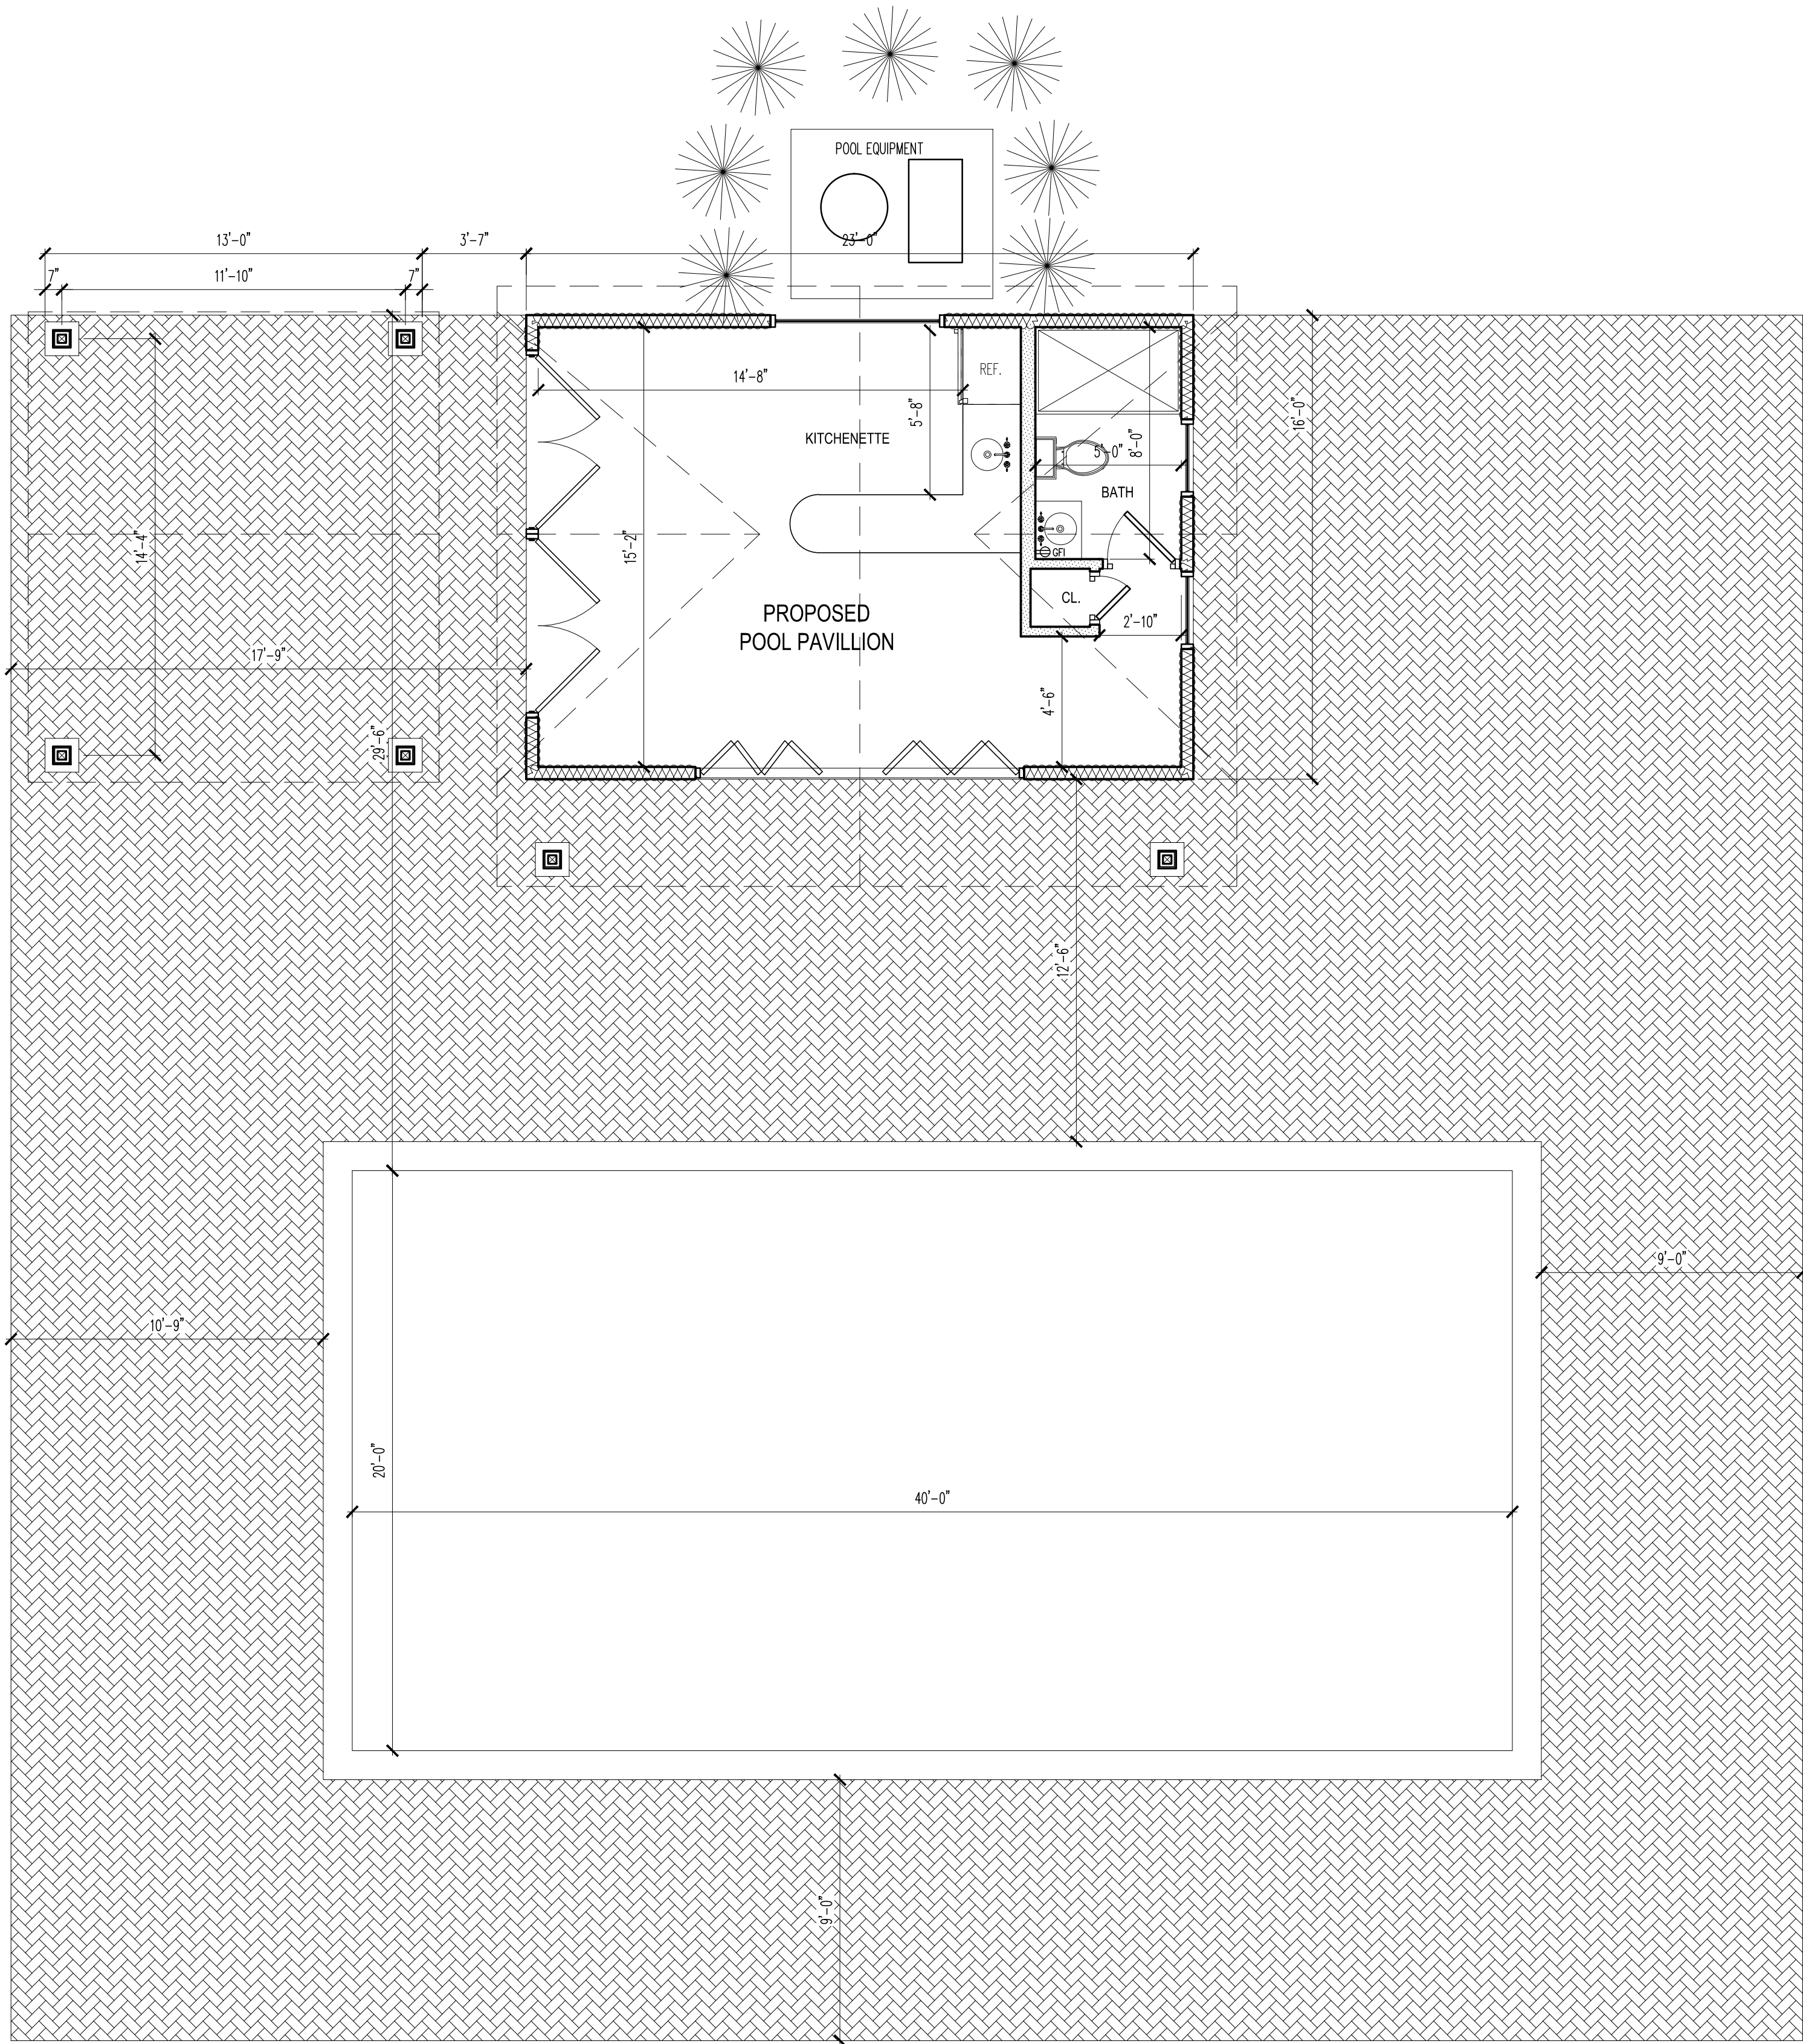 POOL EQUIPMENT
13'-0"
3'-7"
23'-0"
7"
11'-10"
7"
14'-8"
REF.
5'-8"
16'-0"
KITCHENETTE
5'-0"
8'-0"
BATH
14'-4"
15'-2"
GFI
CL.
PROPOSED
POOL PAVILLION
2'-10"
17'-9"
4'-6"
29'-6"
12'-6"
9'-0"
10'-9"
20'-0"
40'-0"
9'-0"